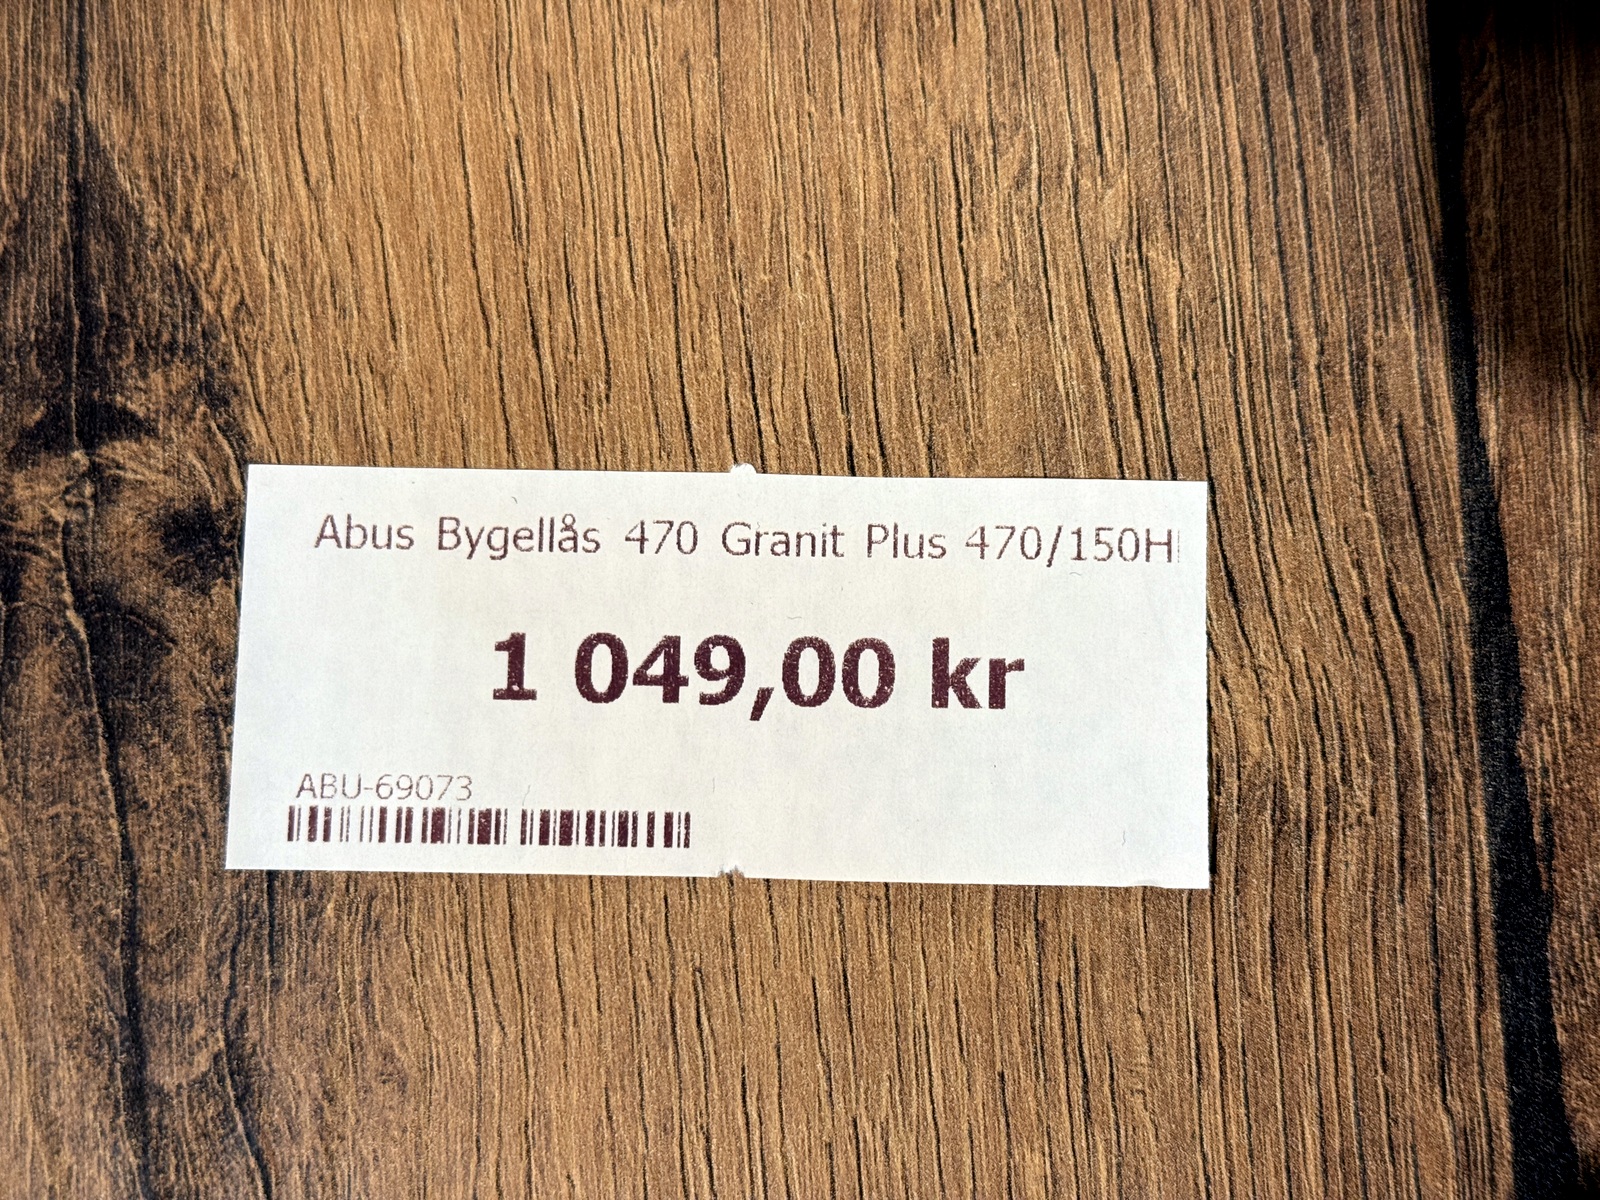 Abus Bygellås 470 Granit Plus 470/150H
1 049,00 kr
ABU-69073